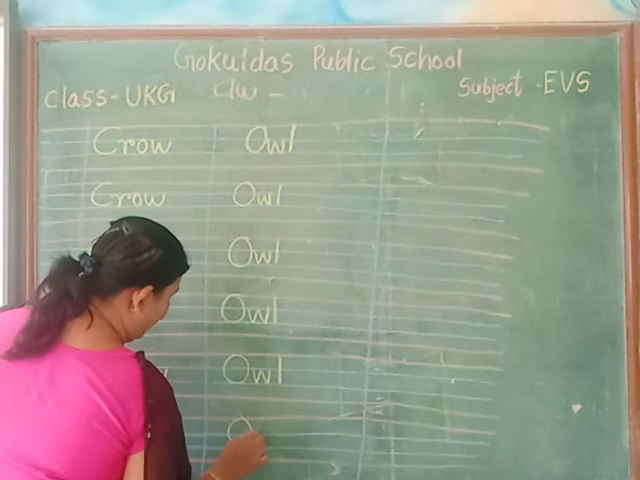 Gokuldas Public School
Class-UKG C/w - Subject - EVS
Crow Owl
Crow Owl
Owl
Owl
Owl
O